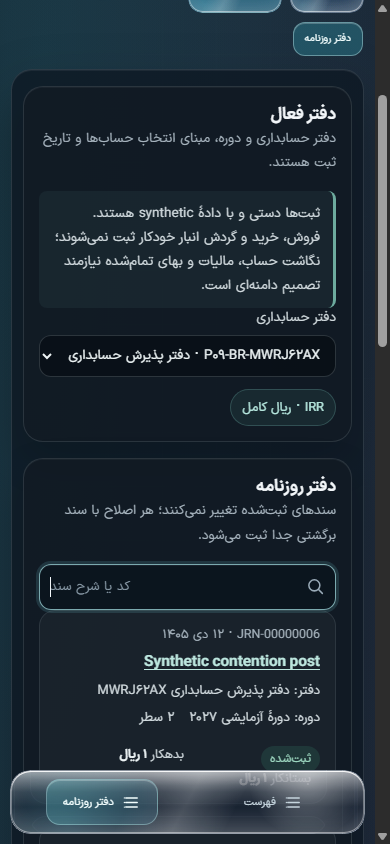 دفتر روزنامه
دفتر فعال
دفتر حسابداری و دوره، مبنای انتخاب حساب‌ها و تاریخ
ثبت هستند.
ثبت‌ها دستی و با دادهٔ synthetic هستند.
فروش، خرید و گردش انبار خودکار ثبت نمی‌شوند؛
نگاشت حساب، مالیات و بهای تمام‌شده نیازمند
تصمیم دامنه‌ای است.
دفتر حسابداری
P۰۹-BR-MWRJ۶۲AX · دفتر پذیرش حسابداری
IRR · ریال کامل
دفتر روزنامه
سندهای ثبت‌شده تغییر نمی‌کنند؛ هر اصلاح با سند
برگشتی جدا ثبت می‌شود.
کد یا شرح سند
JRN-00000006 · ۱۲ دی ۱۴۰۵
Synthetic contention post
دفتر: دفتر پذیرش حسابداری MWRJ۶۲AX
دوره: دورهٔ آزمایشی ۲۰۲۷ ۲ سطر
ثبت‌شده
بدهکار ۱ ریال
بستانکار ۱ ریال
فهرست
دفتر روزنامه